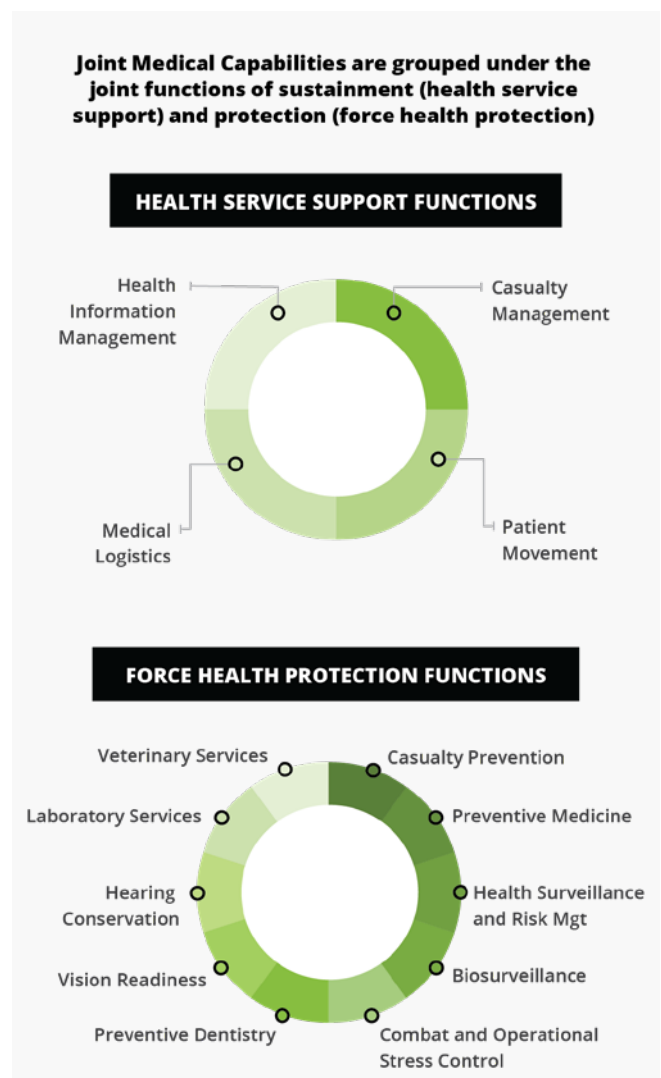 Joint Medical Capabilities are grouped under the
joint functions of sustainment (health service
support) and protection (force health protection)
HEALTH SERVICE SUPPORT FUNCTIONS
Health
Information
Management
Casualty
Management
Medical
Logistics
Patient
Movement
FORCE HEALTH PROTECTION FUNCTIONS
Veterinary Services
Casualty Prevention
Laboratory Services
Preventive Medicine
Hearing
Conservation
Health Surveillance
and Risk Mgt
Vision Readiness
Biosurveillance
Preventive Dentistry
Combat and Operational
Stress Control